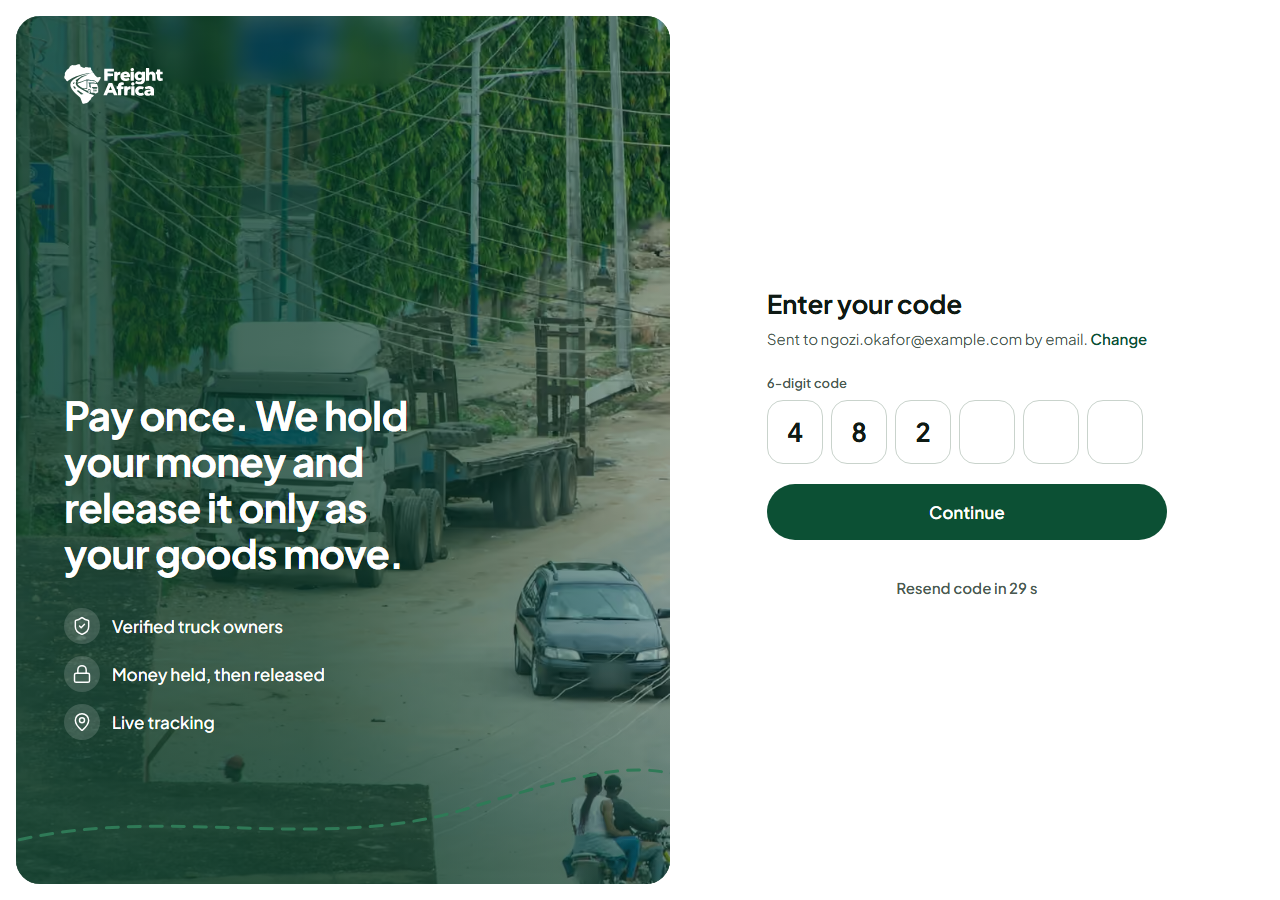 Freight
Africa
Pay once. We hold
your money and
release it only as
your goods move.
Verified truck owners
Money held, then released
Live tracking
Enter your code
Sent to ngozi.okafor@example.com by email. Change
6-digit code
4 8 2
Continue
Resend code in 29 s